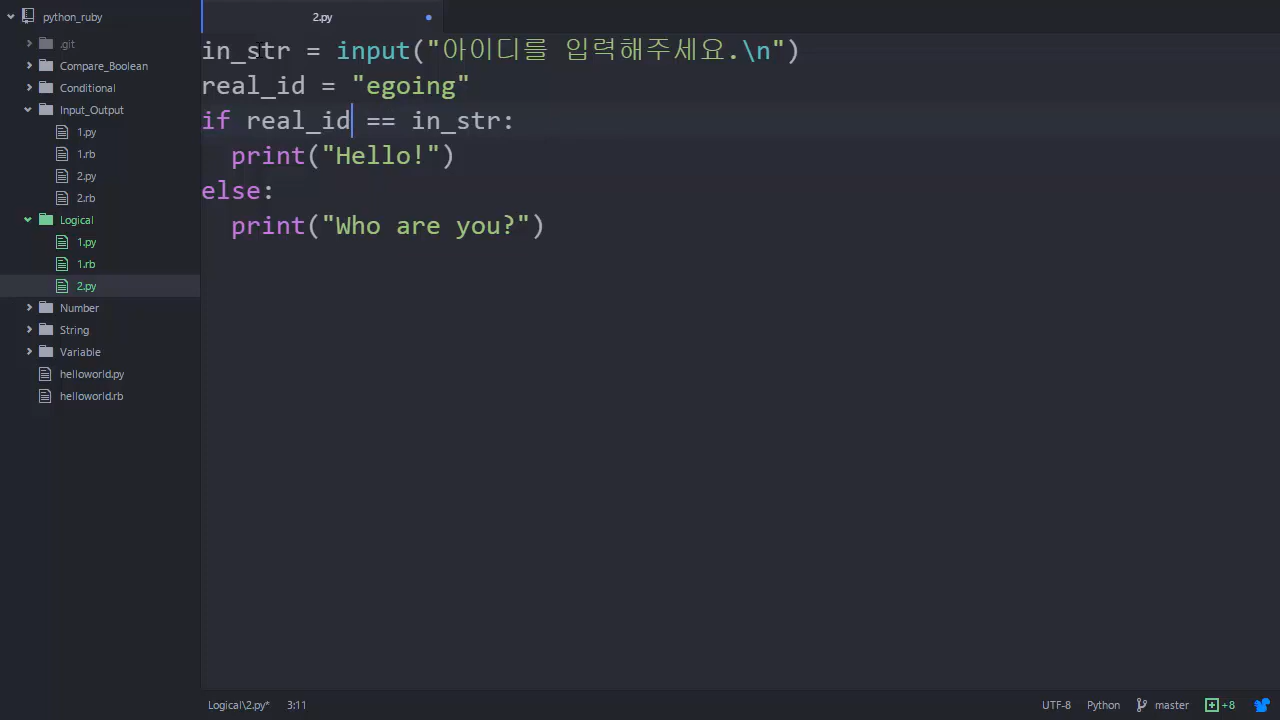 python_ruby
.git
Compare_Boolean
Conditional
Input_Output
1.py
1.rb
2.py
2.rb
Logical
1.py
1.rb
2.py
Number
String
Variable
helloworld.py
helloworld.rb
2.py
in_str = input("아이디를 입력해주세요.\n")
real_id = "egoing"
if real_id == in_str:
  print("Hello!")
else:
  print("Who are you?")
Logical\2.py* 3:11 UTF-8 Python master +8